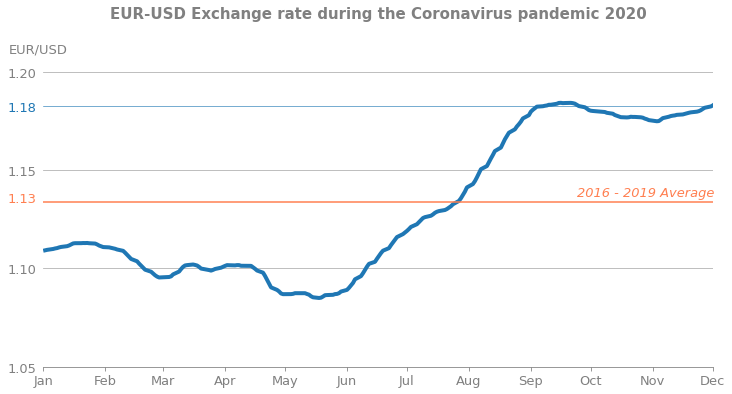 EUR-USD Exchange rate during the Coronavirus pandemic 2020
EUR/USD
1.20
1.18
1.15
1.13
2016 - 2019 Average
1.10
1.05
Jan Feb Mar Apr May Jun Jul Aug Sep Oct Nov Dec